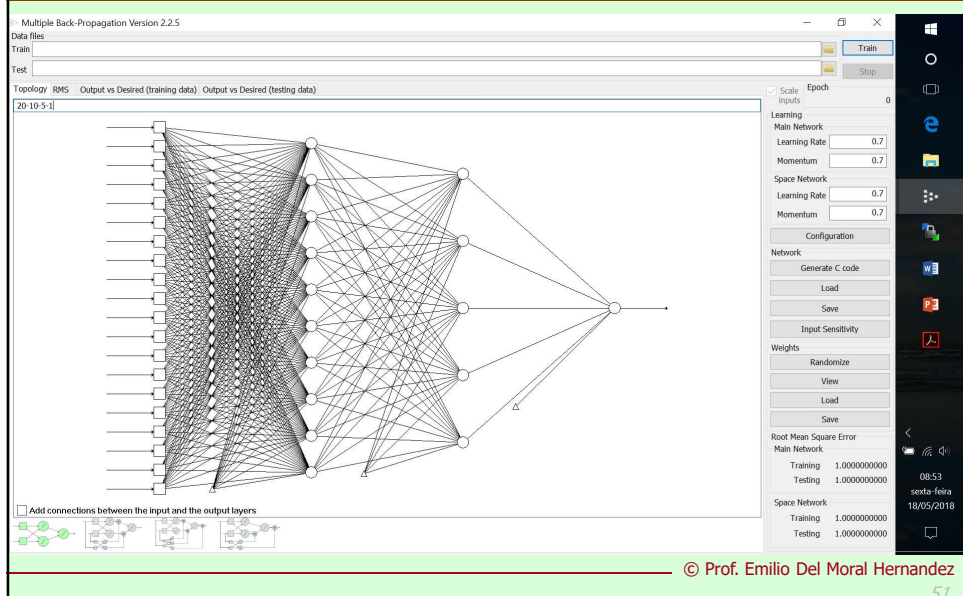 Multiple Back-Propagation Version 2.2.5
Data files
Train
Train
Test
Stop
Topology RMS Output vs Desired (training data) Output vs Desired (testing data)
20-10-5-1
Scale inputs
Epoch
0
Learning
Main Network
Learning Rate 0.7
Momentum 0.7
Space Network
Learning Rate 0.7
Momentum 0.7
Configuration
Network
Generate C code
Load
Save
Input Sensitivity
Weights
Randomize
View
Load
Save
Root Mean Square Error
Main Network
Training 1.0000000000
Testing 1.0000000000
Space Network
Training 1.0000000000
Testing 1.0000000000
Add connections between the input and the output layers
08:53
sexta-feira
18/05/2018
© Prof. Emilio Del Moral Hernandez
51